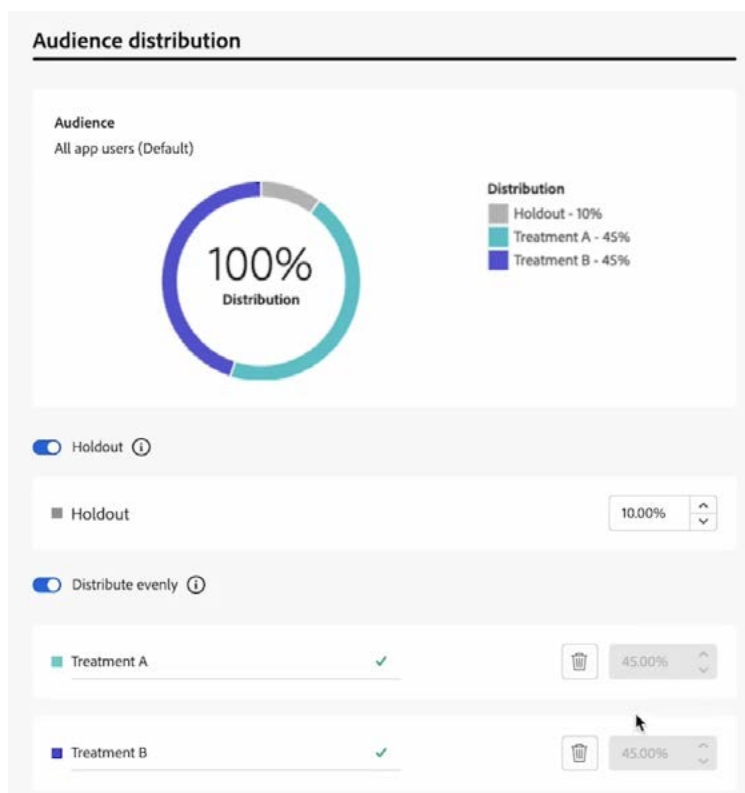 Audience distribution
Audience
All app users (Default)
100%
Distribution
Distribution
Holdout - 10%
Treatment A - 45%
Treatment B - 45%
Holdout
Holdout
10.00%
Distribute evenly
Treatment A
45.00%
Treatment B
45.00%